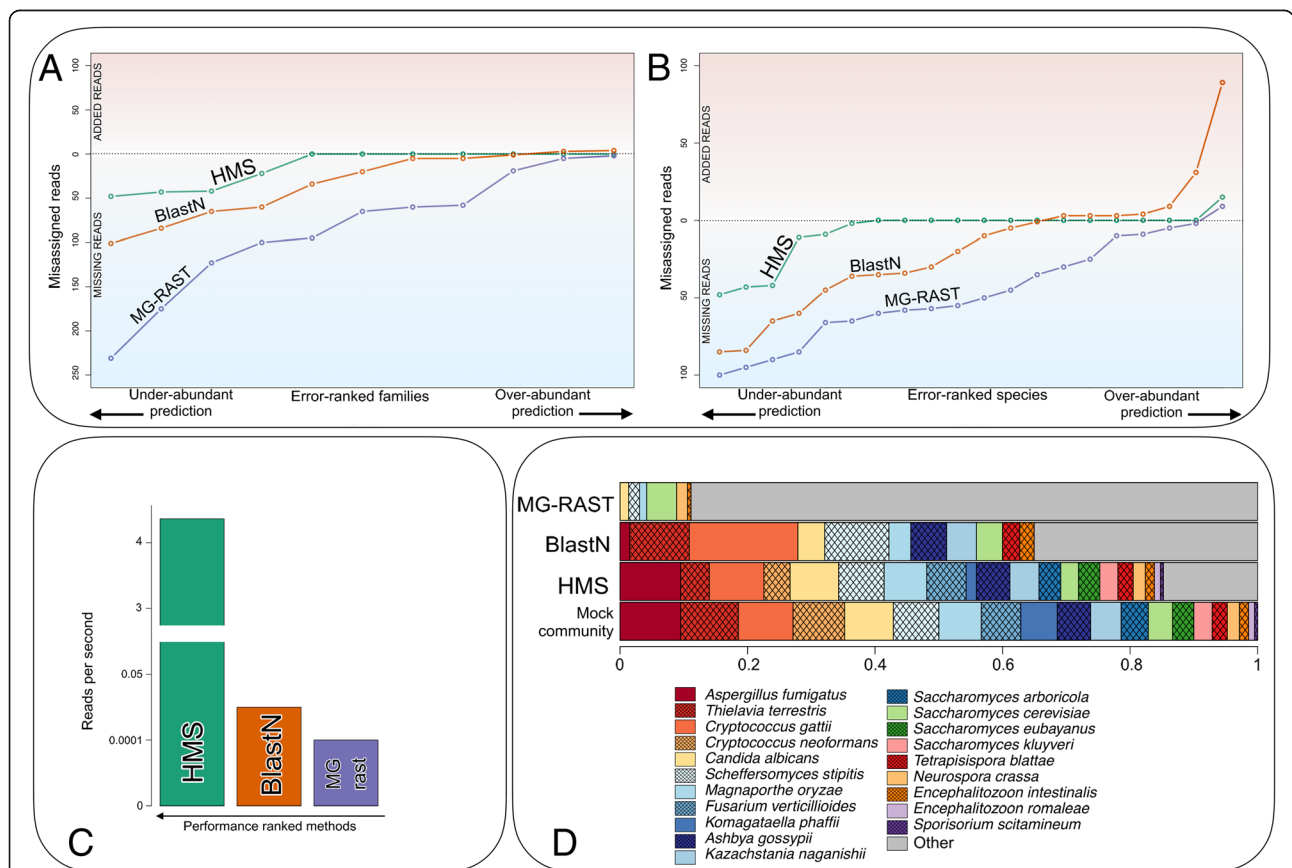 A
100
50
0
50
100
150
200
250
Misassigned reads
ADDED READS
MISSING READS
HMS
BlastN
MG-RAST
Under-abundant
prediction
Error-ranked families
Over-abundant
prediction
B
100
50
0
50
100
Misassigned reads
ADDED READS
MISSING READS
HMS
BlastN
MG-RAST
Under-abundant
prediction
Error-ranked species
Over-abundant
prediction
C
Reads per second
4
3
0.05
0.0001
0
HMS
BlastN
MG
rast
Performance ranked methods
D
MG-RAST
BlastN
HMS
Mock
community
0
0.2
0.4
0.6
0.8
1
Aspergillus fumigatus
Thielavia terrestris
Cryptococcus gattii
Cryptococcus neoformans
Candida albicans
Scheffersomyces stipitis
Magnaporthe oryzae
Fusarium verticillioides
Komagataella phaffii
Ashbya gossypii
Kazachstania naganishii
Saccharomyces arboricola
Saccharomyces cerevisiae
Saccharomyces eubayanus
Saccharomyces kluyveri
Tetrapisispora blattae
Neurospora crassa
Encephalitozoon intestinalis
Encephalitozoon romaleae
Sporisorium scitamineum
Other